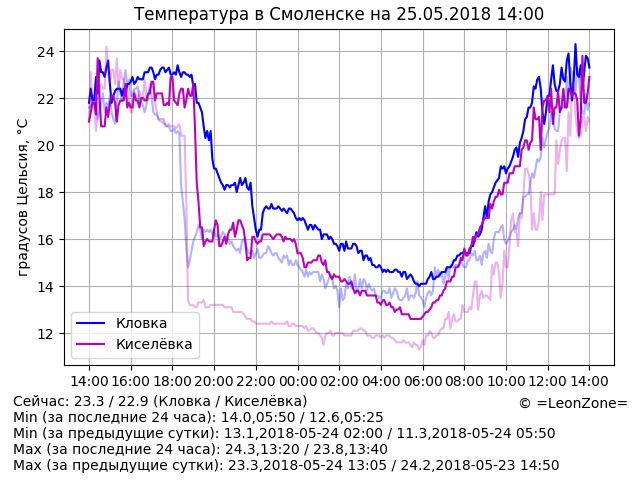 Температура в Смоленске на 25.05.2018 14:00
градусов Цельсия, °C
24
22
20
18
16
14
12
Кловка
Киселёвка
14:00 16:00 18:00 20:00 22:00 00:00 02:00 04:00 06:00 08:00 10:00 12:00 14:00
Сейчас: 23.3 / 22.9 (Кловка / Киселёвка)
© =LeonZone=
Min (за последние 24 часа): 14.0,05:50 / 12.6,05:25
Min (за предыдущие сутки): 13.1,2018-05-24 02:00 / 11.3,2018-05-24 05:50
Max (за последние 24 часа): 24.3,13:20 / 23.8,13:40
Max (за предыдущие сутки): 23.3,2018-05-24 13:05 / 24.2,2018-05-23 14:50